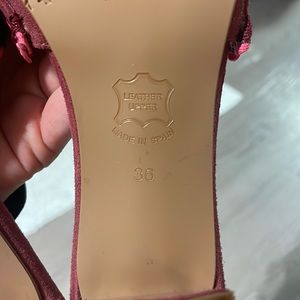 LEATHER
UPPER
MADE IN SPAIN
36